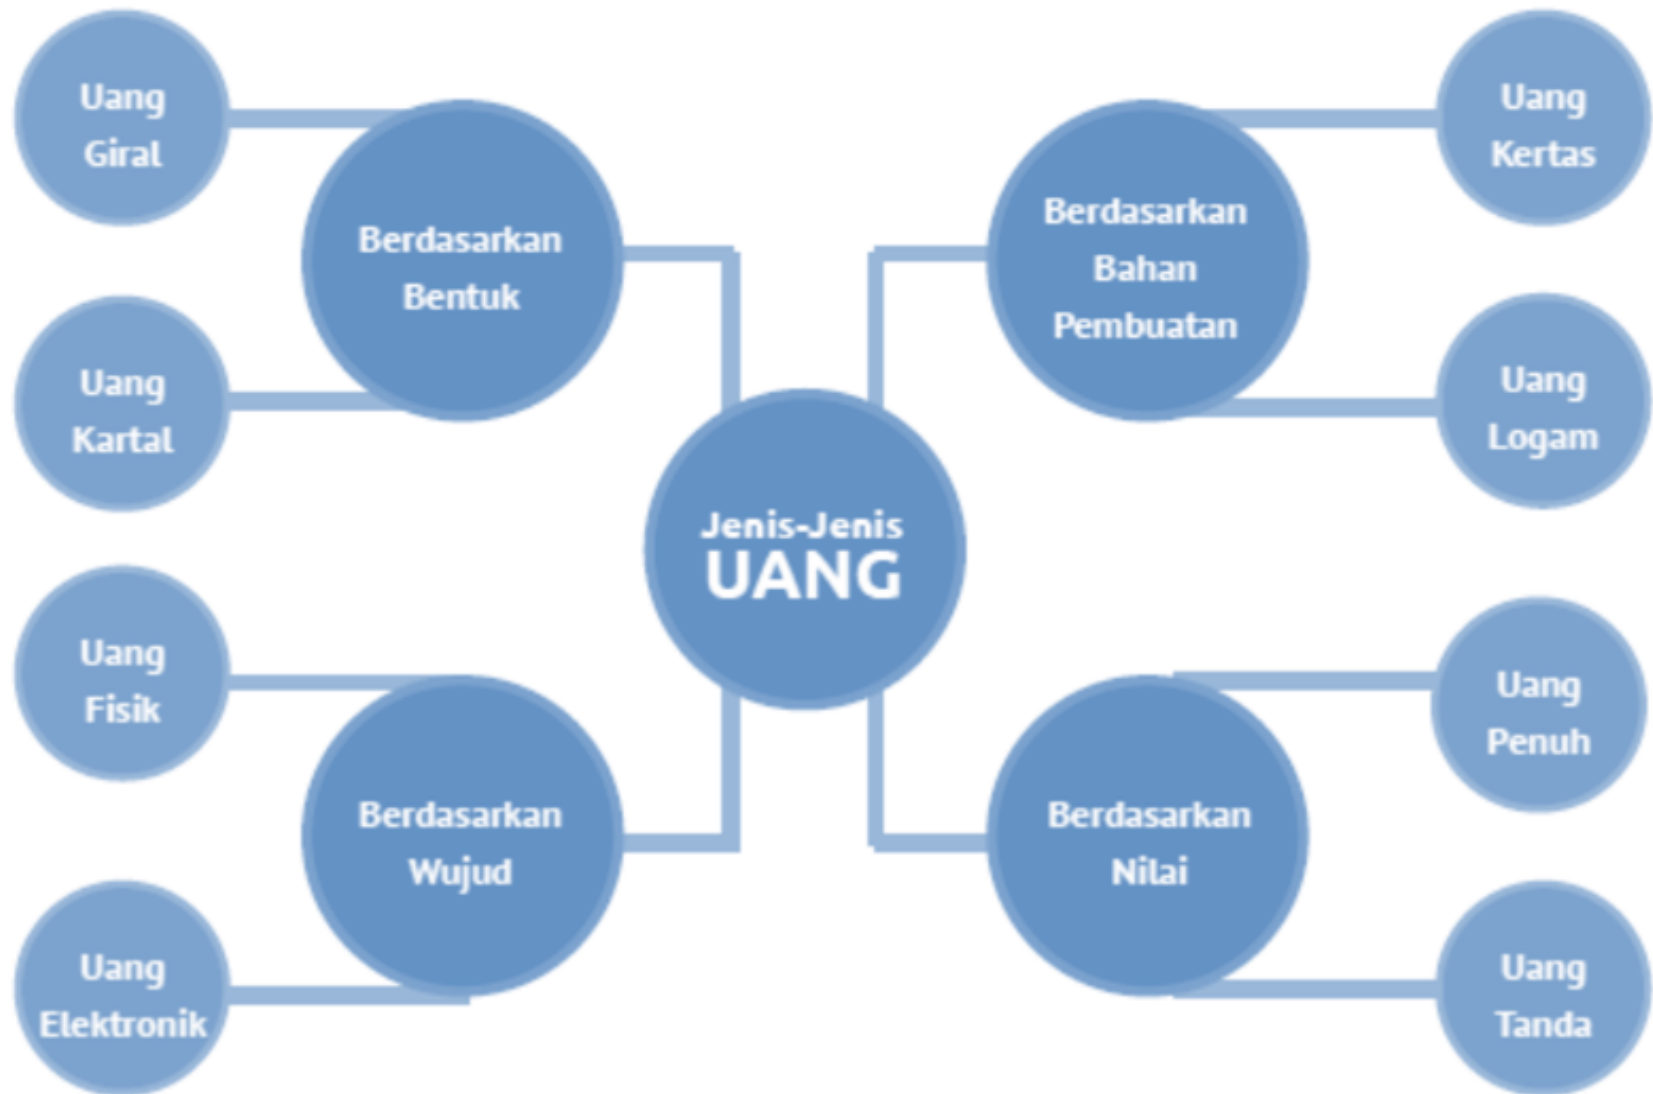 Uang
Giral
Berdasarkan
Bentuk
Uang
Kartal
Uang
Fisik
Berdasarkan
Wujud
Uang
Elektronik
Jenis-Jenis
UANG
Berdasarkan
Bahan
Pembuatan
Uang
Kertas
Uang
Logam
Berdasarkan
Nilai
Uang
Penuh
Uang
Tanda